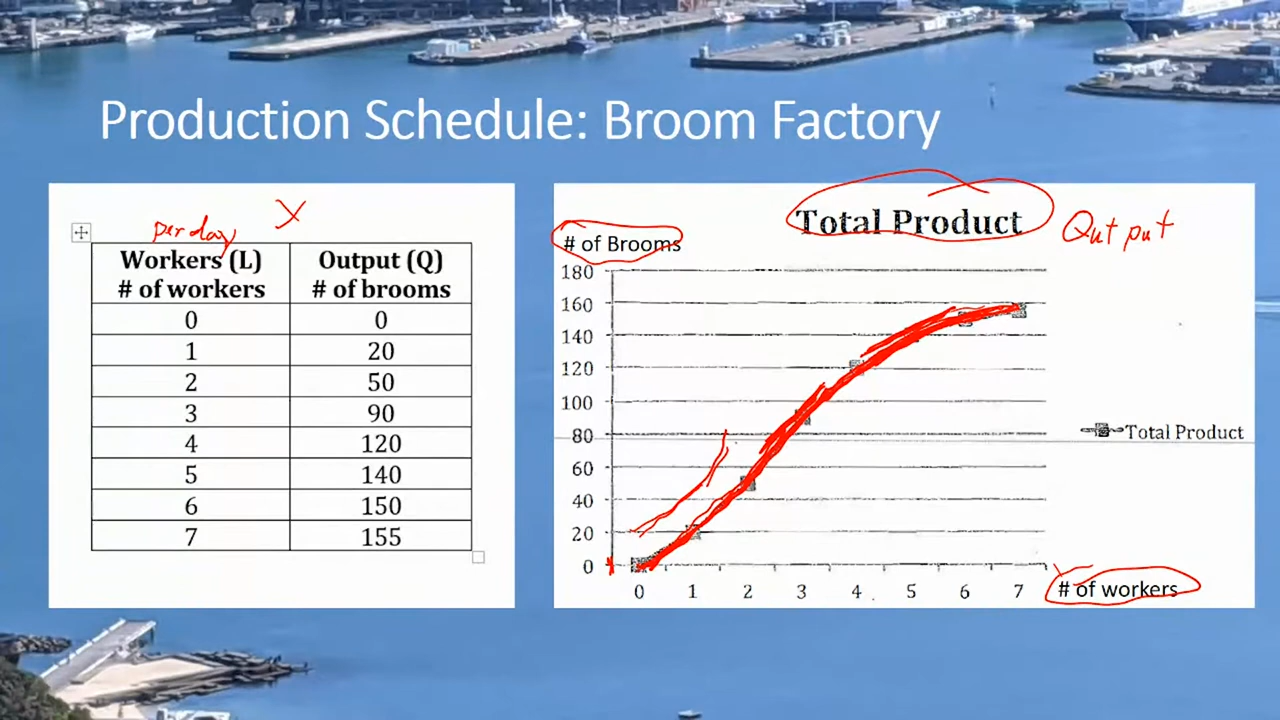 Production Schedule: Broom Factory
per day X
Workers (L) Output (Q)
# of workers # of brooms
0 0
1 20
2 50
3 90
4 120
5 140
6 150
7 155
Total Product
Output
# of Brooms
180
160
140
120
100
80
60
40
20
0
0 1 2 3 4 5 6 7
# of workers
Total Product